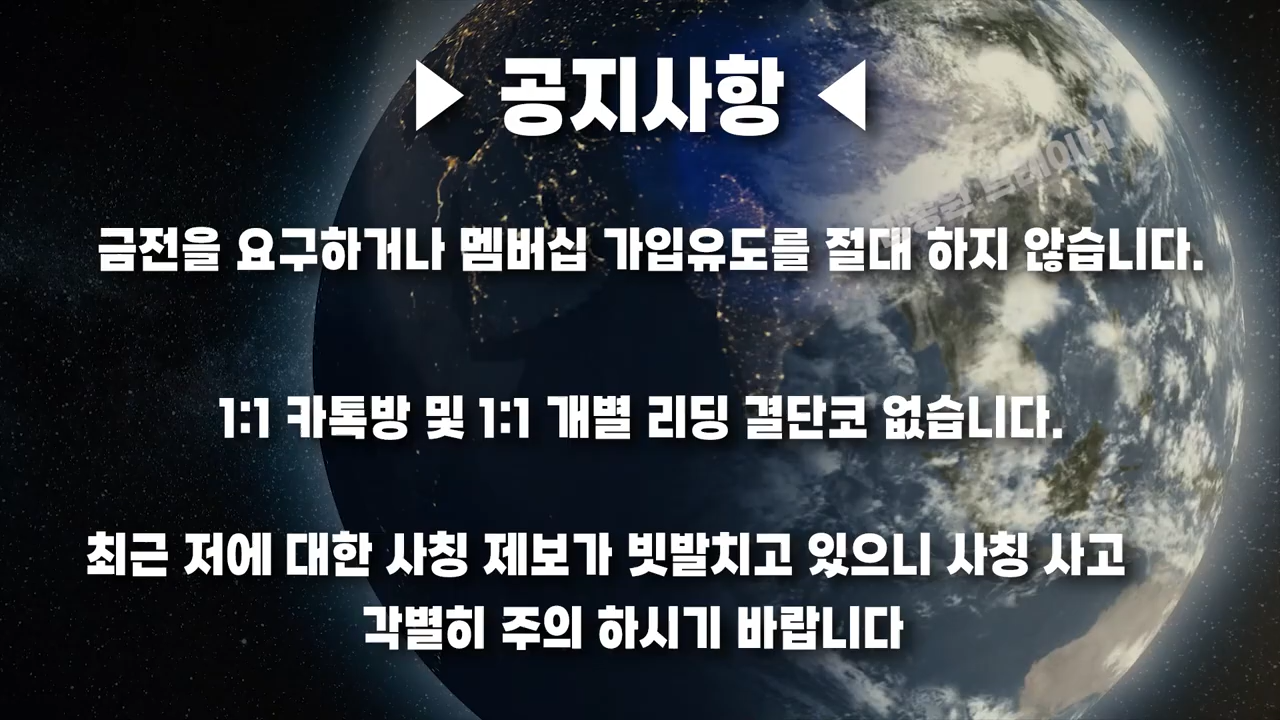 ▶ 공지사항 ◀
금전을 요구하거나 멤버십 가입유도를 절대 하지 않습니다.
1:1 카톡방 및 1:1 개별 리딩 결단코 없습니다.
최근 저에 대한 사칭 제보가 빗발치고 있으니 사칭 사고
각별히 주의 하시기 바랍니다
트레이더